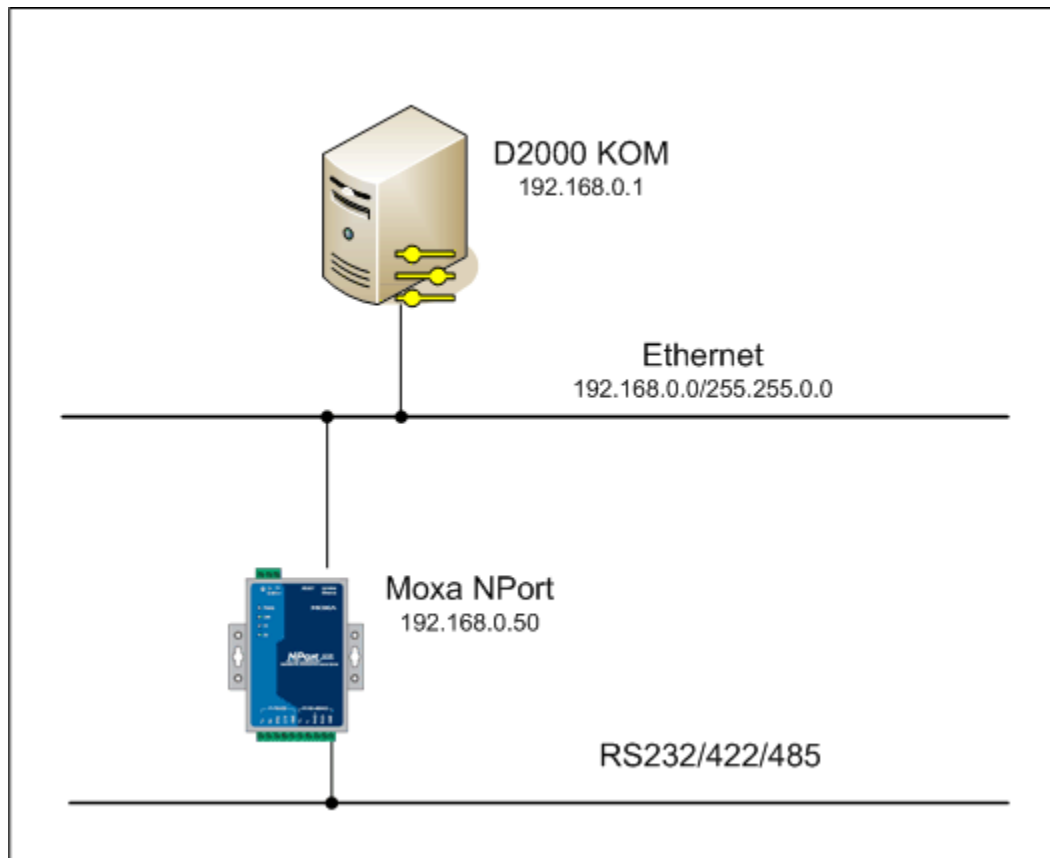 D2000 KOM
192.168.0.1
Ethernet
192.168.0.0/255.255.0.0
Moxa NPort
192.168.0.50
NPort
RS232/422/485